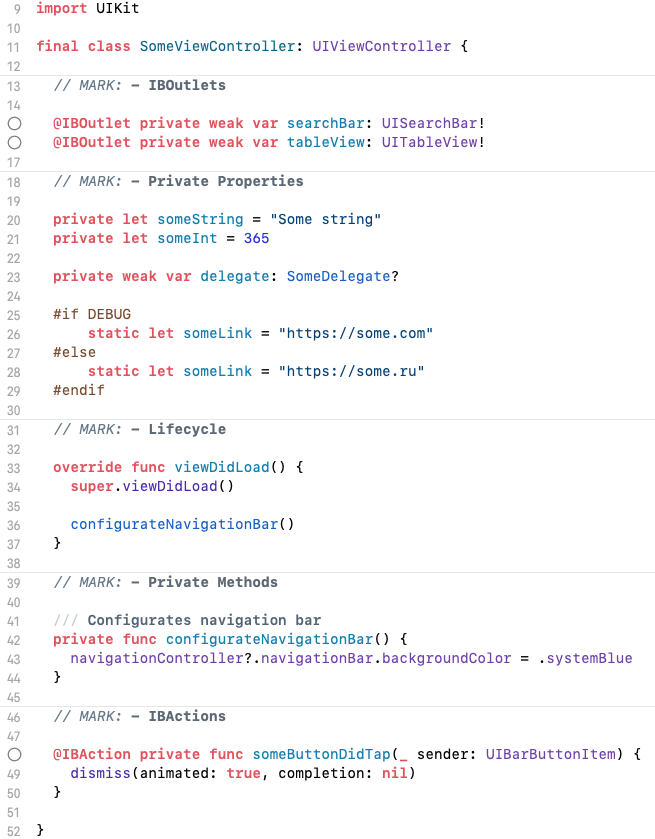 9 import UIKit
10
11 final class SomeViewController: UIViewController {
12
13 // MARK: – IBOutlets
14
@IBOutlet private weak var searchBar: UISearchBar!
@IBOutlet private weak var tableView: UITableView!
17
18 // MARK: – Private Properties
19
20 private let someString = "Some string"
21 private let someInt = 365
22
23 private weak var delegate: SomeDelegate?
24
25 #if DEBUG
26 static let someLink = "https://some.com"
27 #else
28 static let someLink = "https://some.ru"
29 #endif
30
31 // MARK: – Lifecycle
32
33 override func viewDidLoad() {
34 super.viewDidLoad()
35
36 configurateNavigationBar()
37 }
38
39 // MARK: – Private Methods
40
41 /// Configurates navigation bar
42 private func configurateNavigationBar() {
43 navigationController?.navigationBar.backgroundColor = .systemBlue
44 }
45
46 // MARK: – IBActions
47
@IBAction private func someButtonDidTap(_ sender: UIBarButtonItem) {
49 dismiss(animated: true, completion: nil)
50 }
51
52 }